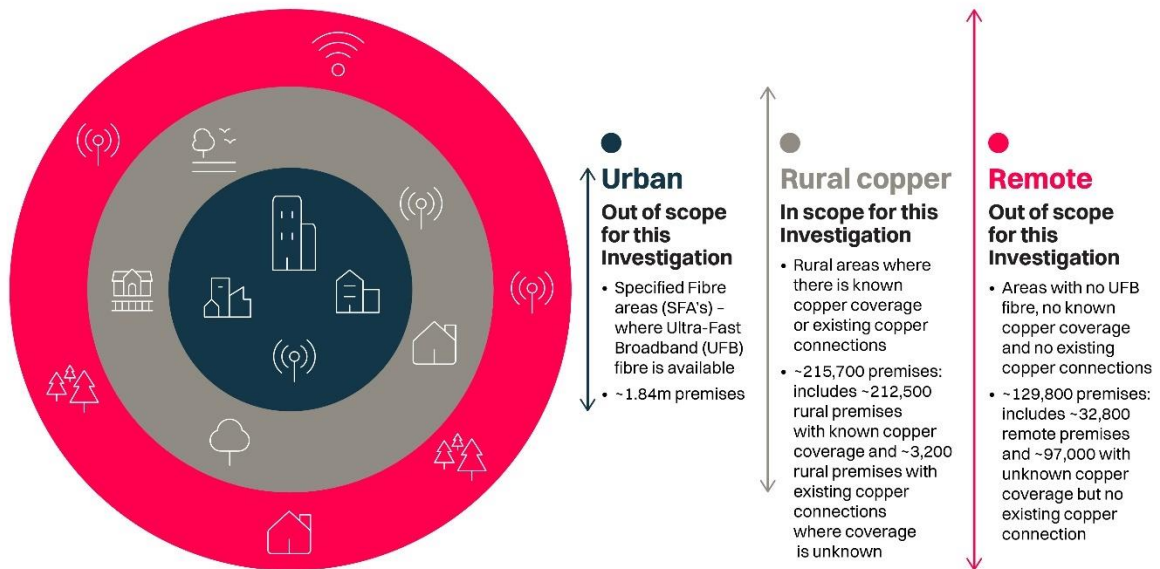 Urban
Out of scope
for this
Investigation
• Specified Fibre
areas (SFA's) –
where Ultra-Fast
Broadband (UFB)
fibre is available
• ~1.84m premises
Rural copper
In scope for this
Investigation
• Rural areas where
there is known
copper coverage
or existing copper
connections
• ~215,700 premises:
includes ~212,500
rural premises
with known copper
coverage and ~3,200
rural premises with
existing copper
connections
where coverage
is unknown
Remote
Out of scope
for this
Investigation
• Areas with no UFB
fibre, no known
copper coverage
and no existing
copper connections
• ~129,800 premises:
includes ~32,800
remote premises
and ~97,000 with
unknown copper
coverage but no
existing copper
connection